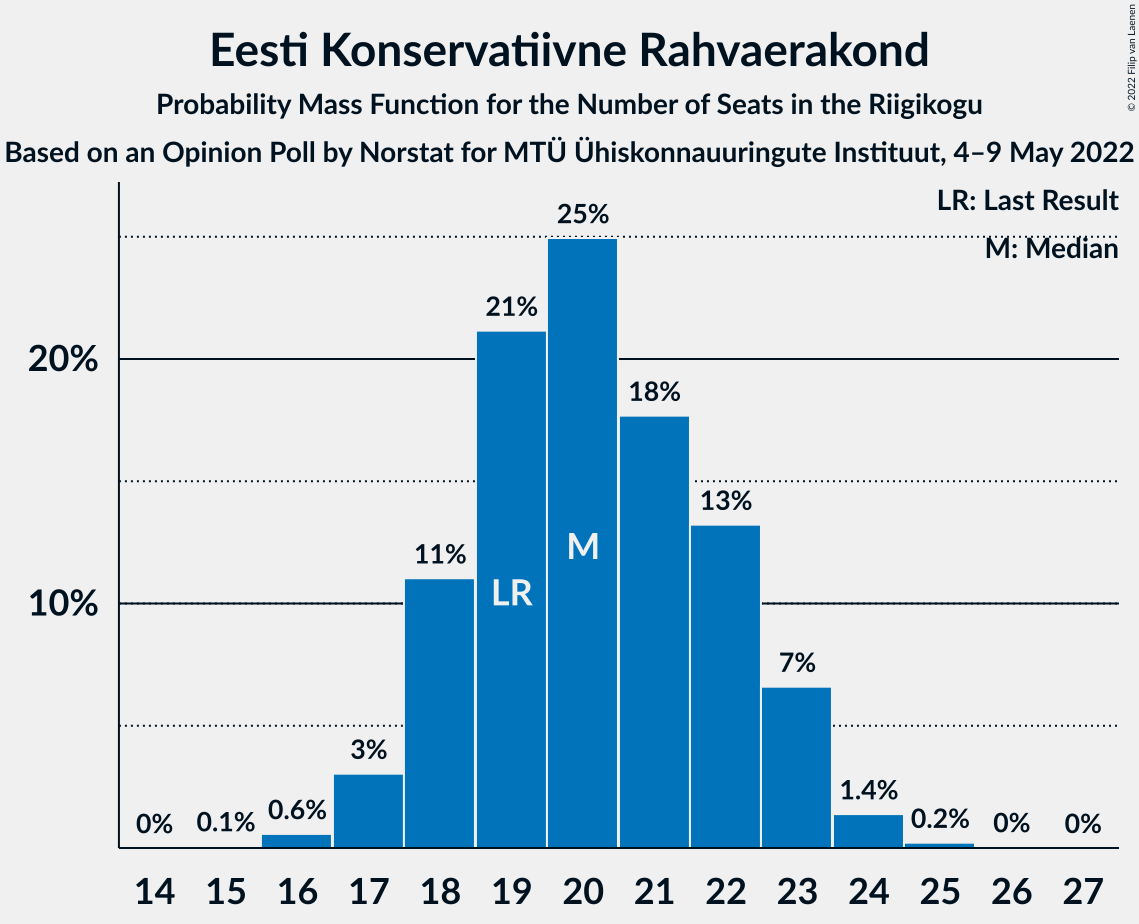 Eesti Konservatiivne Rahvaerakond
Probability Mass Function for the Number of Seats in the Riigikogu
Based on an Opinion Poll by Norstat for MTÜ Ühiskonnauuringute Instituut, 4–9 May 2022
© 2022 Filip van Laenen
LR: Last Result
M: Median
25%
21%
20%
18%
13%
11%
M
LR
10%
7%
3%
1.4%
0.6%
0% 0.1% 0.2% 0% 0%
14 15 16 17 18 19 20 21 22 23 24 25 26 27